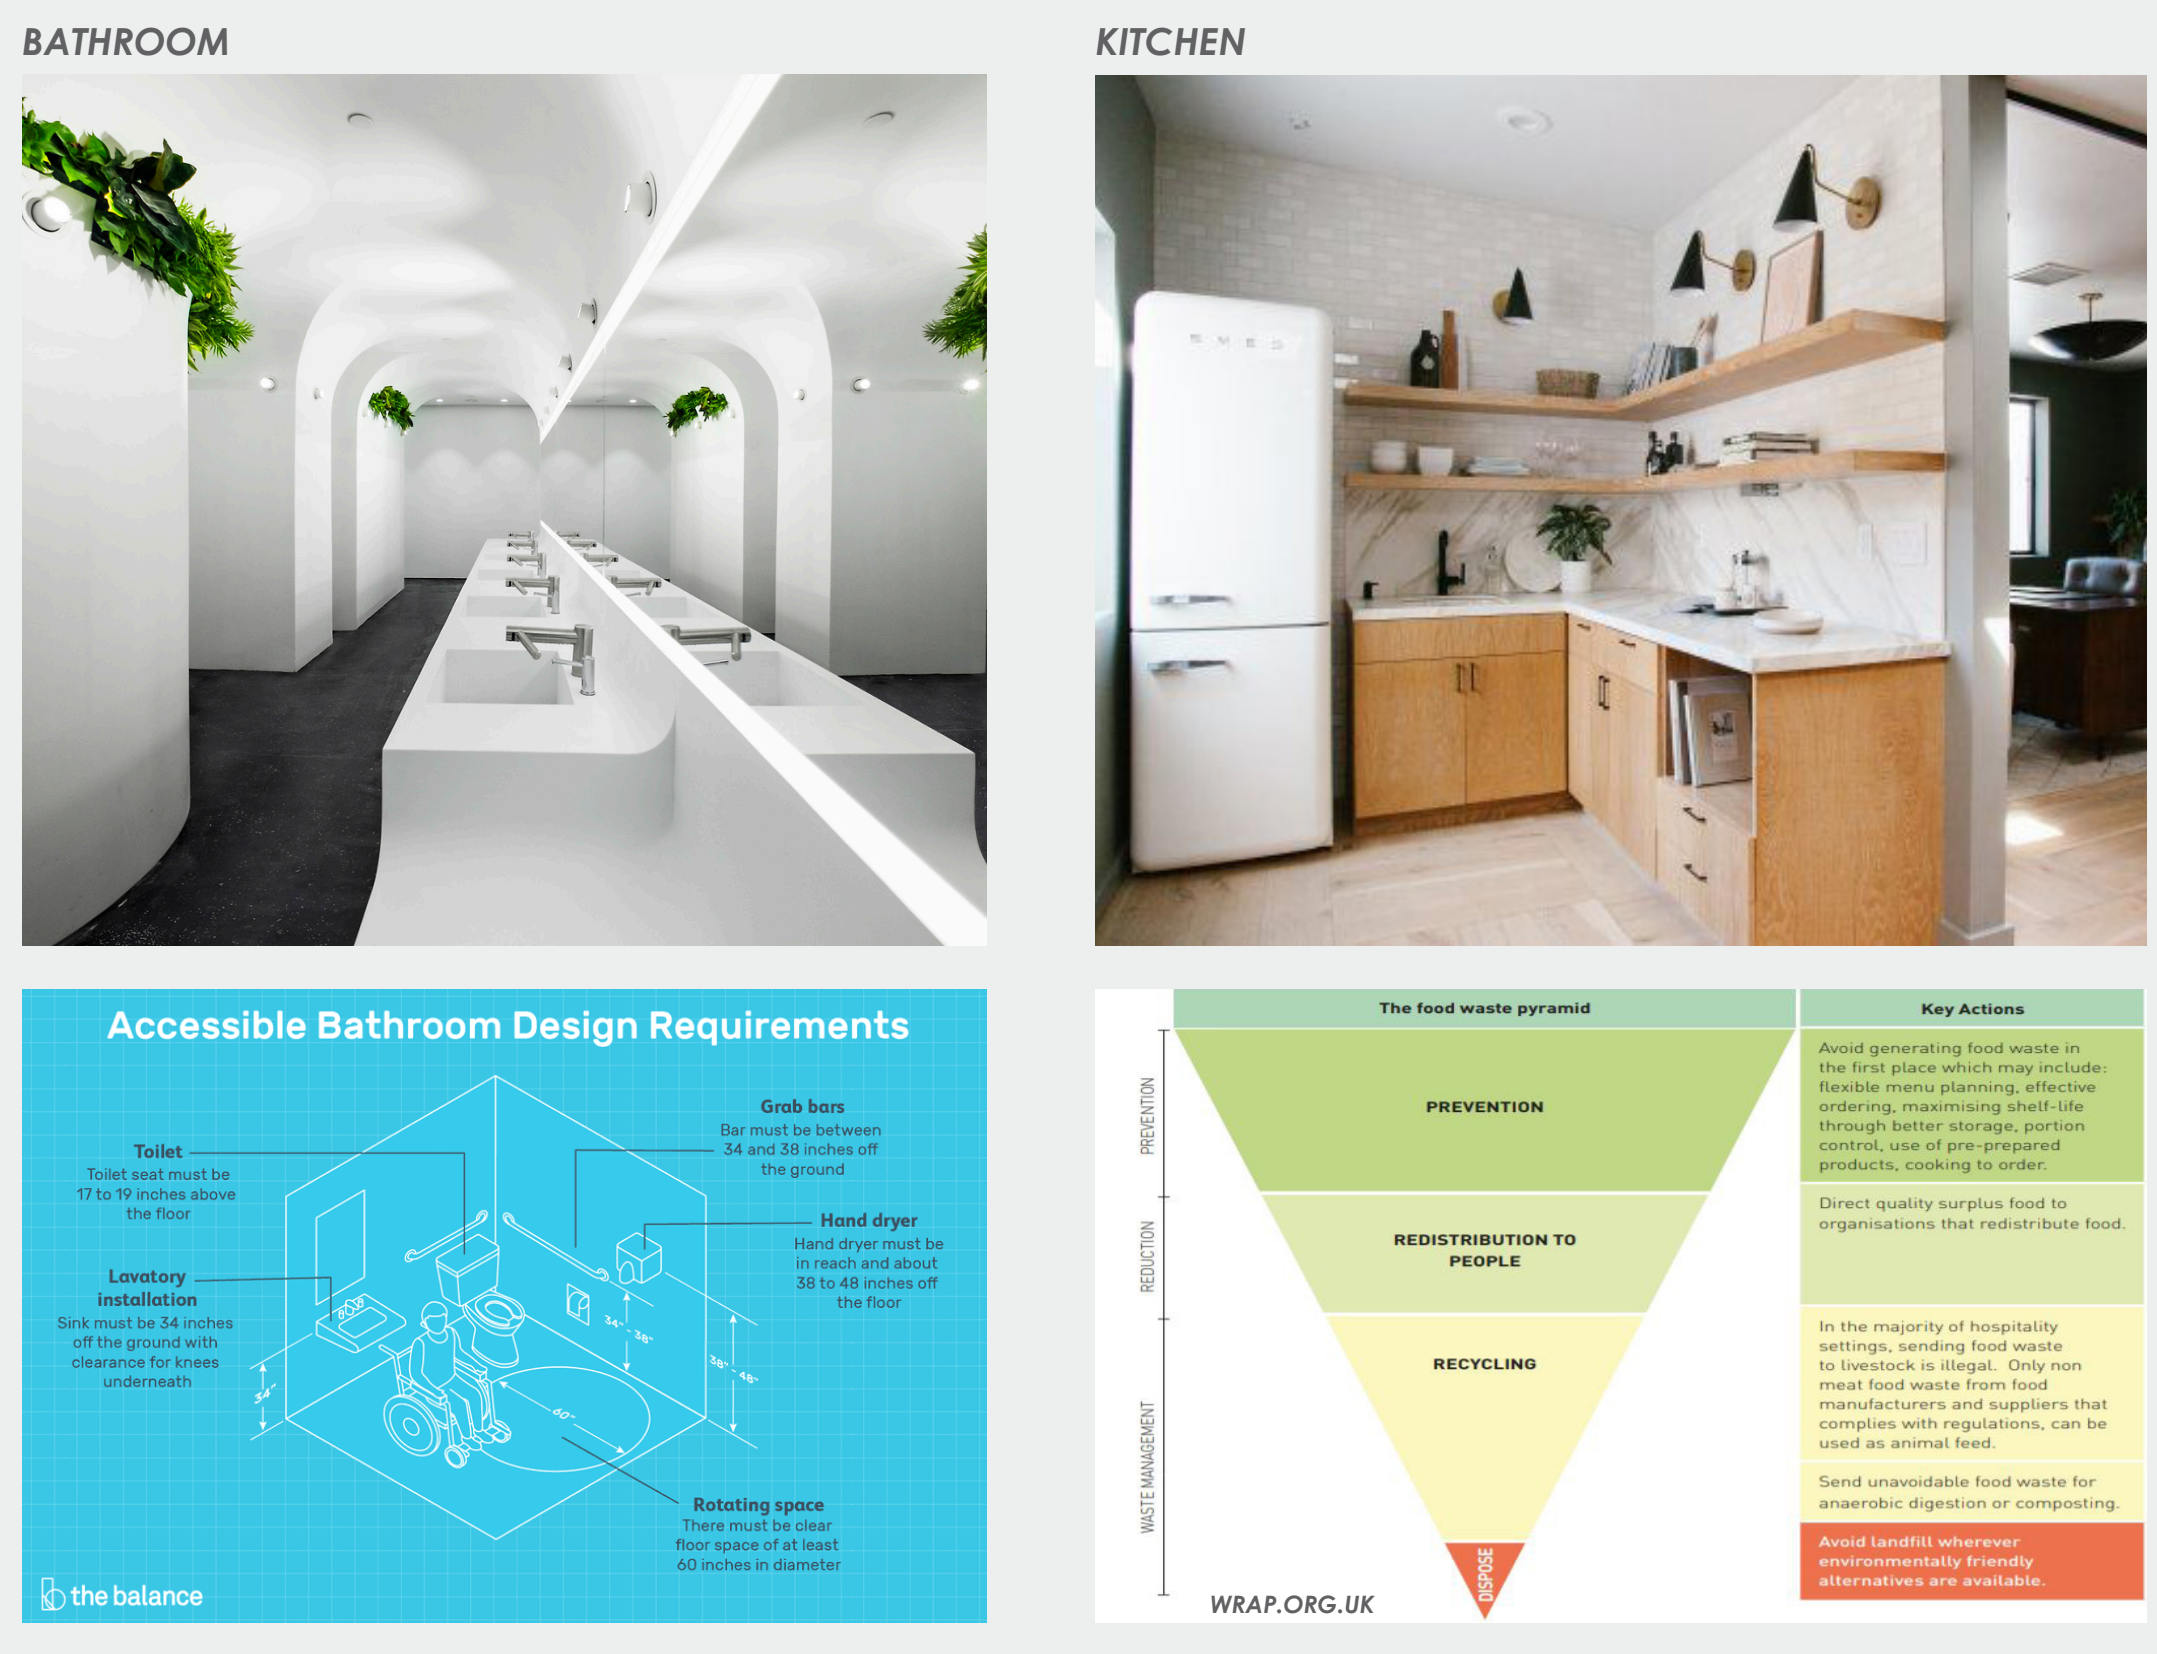 BATHROOM
KITCHEN
SMEG
Accessible Bathroom Design Requirements
Toilet
Toilet seat must be
17 to 19 inches above
the floor
Lavatory
installation
Sink must be 34 inches
off the ground with
clearance for knees
underneath
Grab bars
Bar must be between
34 and 38 inches off
the ground
Hand dryer
Hand dryer must be
in reach and about
38 to 48 inches off
the floor
34" - 38"
38" - 48"
34"
60"
Rotating space
There must be clear
floor space of at least
60 inches in diameter
the balance
The food waste pyramid
Key Actions
PREVENTION
REDUCTION
WASTE MANAGEMENT
PREVENTION
REDISTRIBUTION TO
PEOPLE
RECYCLING
DISPOSE
Avoid generating food waste in
the first place which may include:
flexible menu planning, effective
ordering, maximising shelf-life
through better storage, portion
control, use of pre-prepared
products, cooking to order.
Direct quality surplus food to
organisations that redistribute food.
In the majority of hospitality
settings, sending food waste
to livestock is illegal. Only non
meat food waste from food
manufacturers and suppliers that
complies with regulations, can be
used as animal feed.
Send unavoidable food waste for
anaerobic digestion or composting.
Avoid landfill wherever
environmentally friendly
alternatives are available.
WRAP.ORG.UK